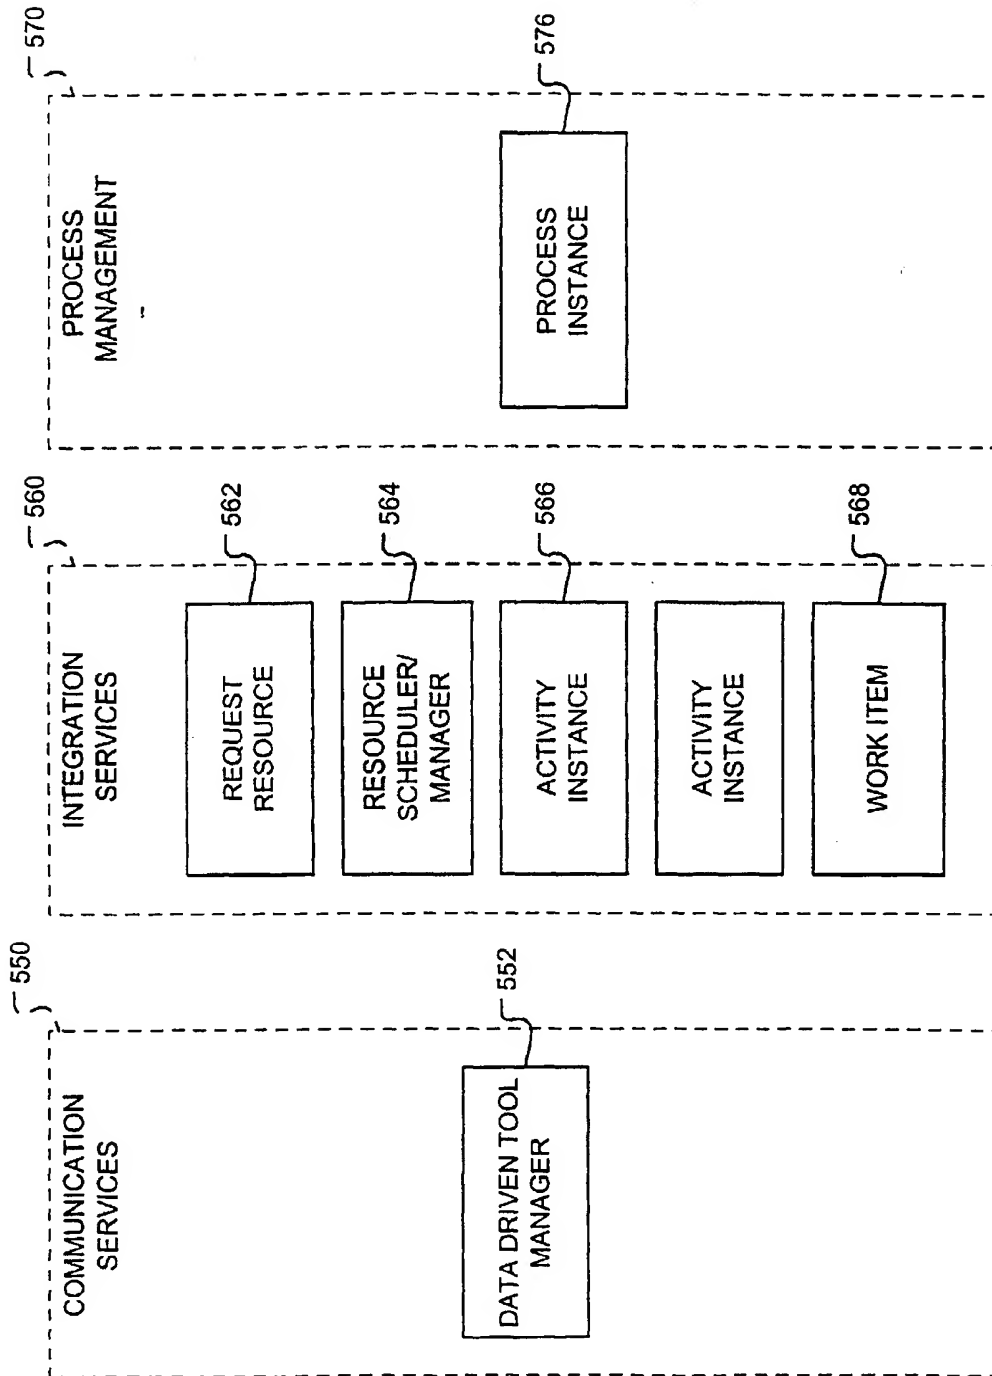 550
COMMUNICATION
SERVICES
552
DATA DRIVEN TOOL
MANAGER
560
INTEGRATION
SERVICES
562
REQUEST
RESOURCE
564
RESOURCE
SCHEDULER/
MANAGER
566
ACTIVITY
INSTANCE
ACTIVITY
INSTANCE
568
WORK ITEM
570
PROCESS
MANAGEMENT
576
PROCESS
INSTANCE